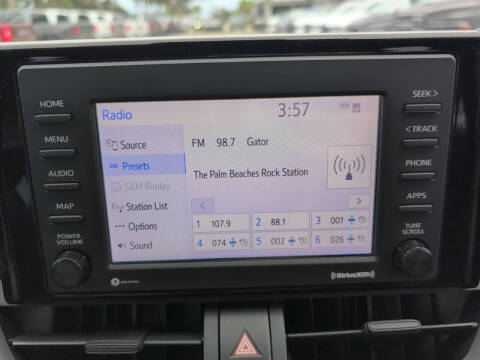 Radio 3:57
HOME
MENU
AUDIO
MAP
POWER
VOLUME
Source
Presets
SXM Replay
Station List
Options
Sound
FM 98.7 Gator
The Palm Beaches Rock Station
< >
1 107.9 2 88.1 3 001
4 074 5 002 6 026
SEEK >
< TRACK
PHONE
APPS
TUNE
SCROLL
SiriusXM